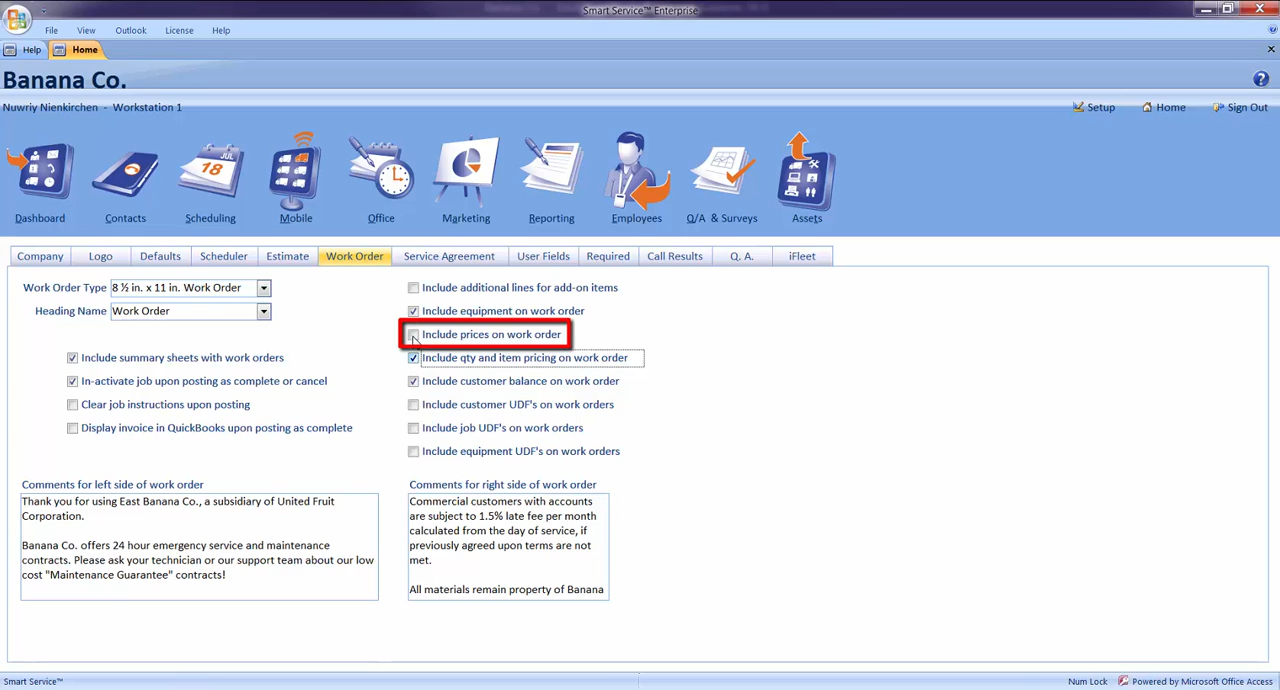 Smart Service™ Enterprise
File View Outlook License Help
Help Home
Banana Co.
Nuwriy Nienkirchen - Workstation 1
Setup Home Sign Out
JUL
18
Dashboard Contacts Scheduling Mobile Office Marketing Reporting Employees Q/A & Surveys Assets
Company Logo Defaults Scheduler Estimate Work Order Service Agreement User Fields Required Call Results Q. A. iFleet
Work Order Type 8 ½ in. x 11 in. Work Order
Heading Name Work Order
Include summary sheets with work orders
In-activate job upon posting as complete or cancel
Clear job instructions upon posting
Display invoice in QuickBooks upon posting as complete
Include additional lines for add-on items
Include equipment on work order
Include prices on work order
Include qty and item pricing on work order
Include customer balance on work order
Include customer UDF's on work orders
Include job UDF's on work orders
Include equipment UDF's on work orders
Comments for left side of work order
Thank you for using East Banana Co., a subsidiary of United Fruit
Corporation.
Banana Co. offers 24 hour emergency service and maintenance
contracts. Please ask your technician or our support team about our low
cost "Maintenance Guarantee" contracts!
Comments for right side of work order
Commercial customers with accounts
are subject to 1.5% late fee per month
calculated from the day of service, if
previously agreed upon terms are not
met.
All materials remain property of Banana
Smart Service™
Num Lock Powered by Microsoft Office Access